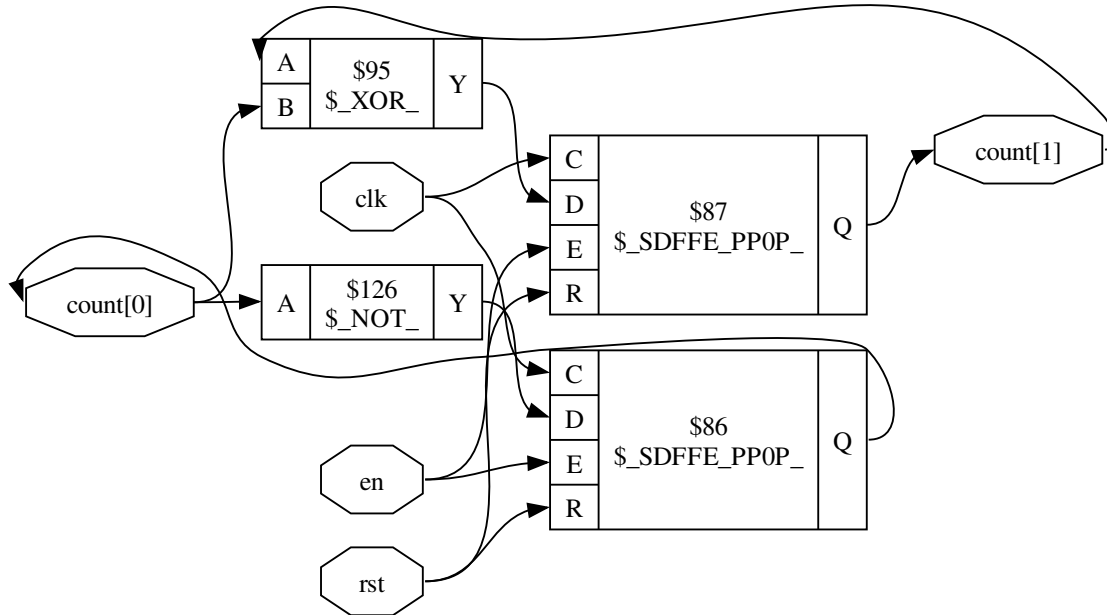 A
B
$95
$_XOR_
Y
clk
C
D
E
R
$87
$_SDFFE_PP0P_
Q
count[1]
count[0]
A
$126
$_NOT_
Y
C
D
E
R
$86
$_SDFFE_PP0P_
Q
en
rst